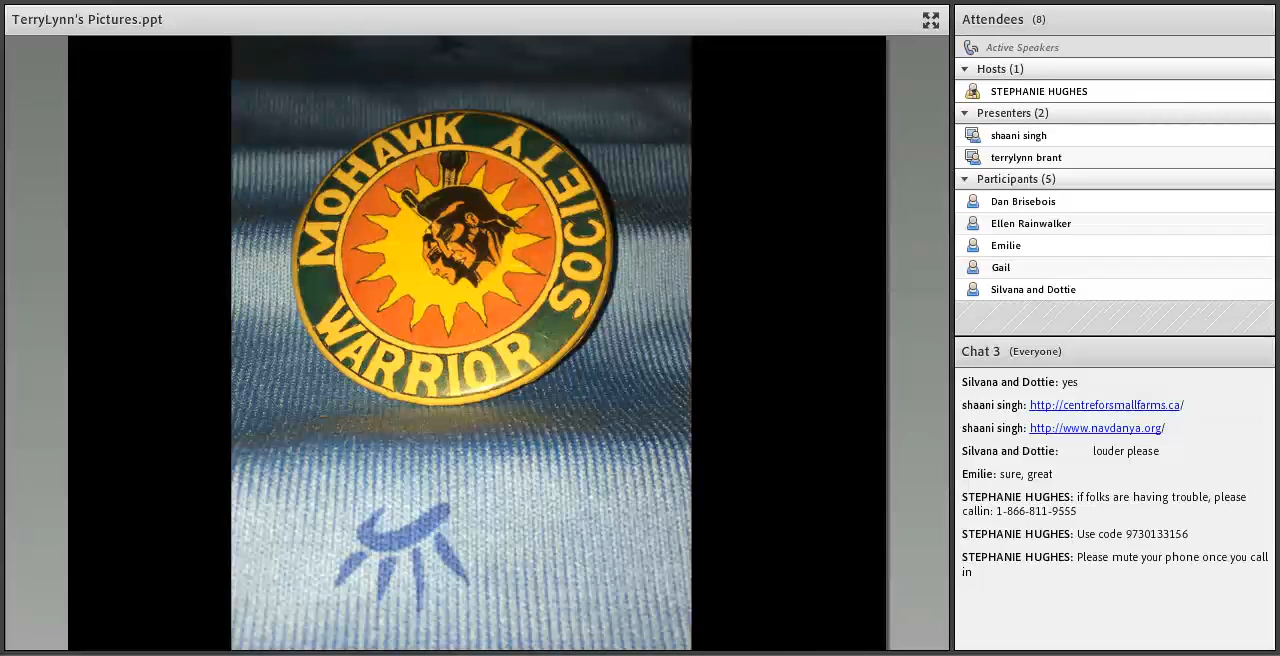 TerryLynn's Pictures.ppt
MOHAWK
SOCIETY
WARRIOR
Attendees (8)
Active Speakers
Hosts (1)
STEPHANIE HUGHES
Presenters (2)
shaani singh
terrylynn brant
Participants (5)
Dan Brisebois
Ellen Rainwalker
Emilie
Gail
Silvana and Dottie
Chat 3 (Everyone)
Silvana and Dottie: yes
shaani singh: http://centreforsmallfarms.ca/
shaani singh: http://www.navdanya.org/
Silvana and Dottie: louder please
Emilie: sure, great
STEPHANIE HUGHES: if folks are having trouble, please
callin: 1-866-811-9555
STEPHANIE HUGHES: Use code 9730133156
STEPHANIE HUGHES: Please mute your phone once you call
in